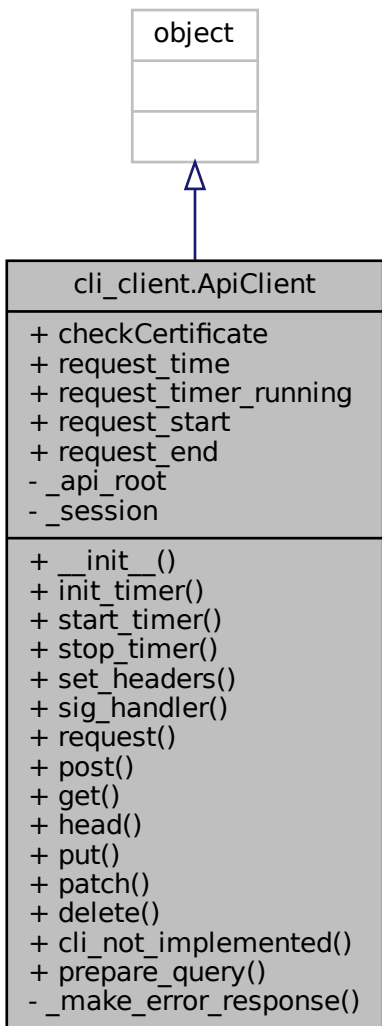 object
cli_client.ApiClient
+ checkCertificate
+ request_time
+ request_timer_running
+ request_start
+ request_end
- _api_root
- _session
+ __init__()
+ init_timer()
+ start_timer()
+ stop_timer()
+ set_headers()
+ sig_handler()
+ request()
+ post()
+ get()
+ head()
+ put()
+ patch()
+ delete()
+ cli_not_implemented()
+ prepare_query()
- _make_error_response()